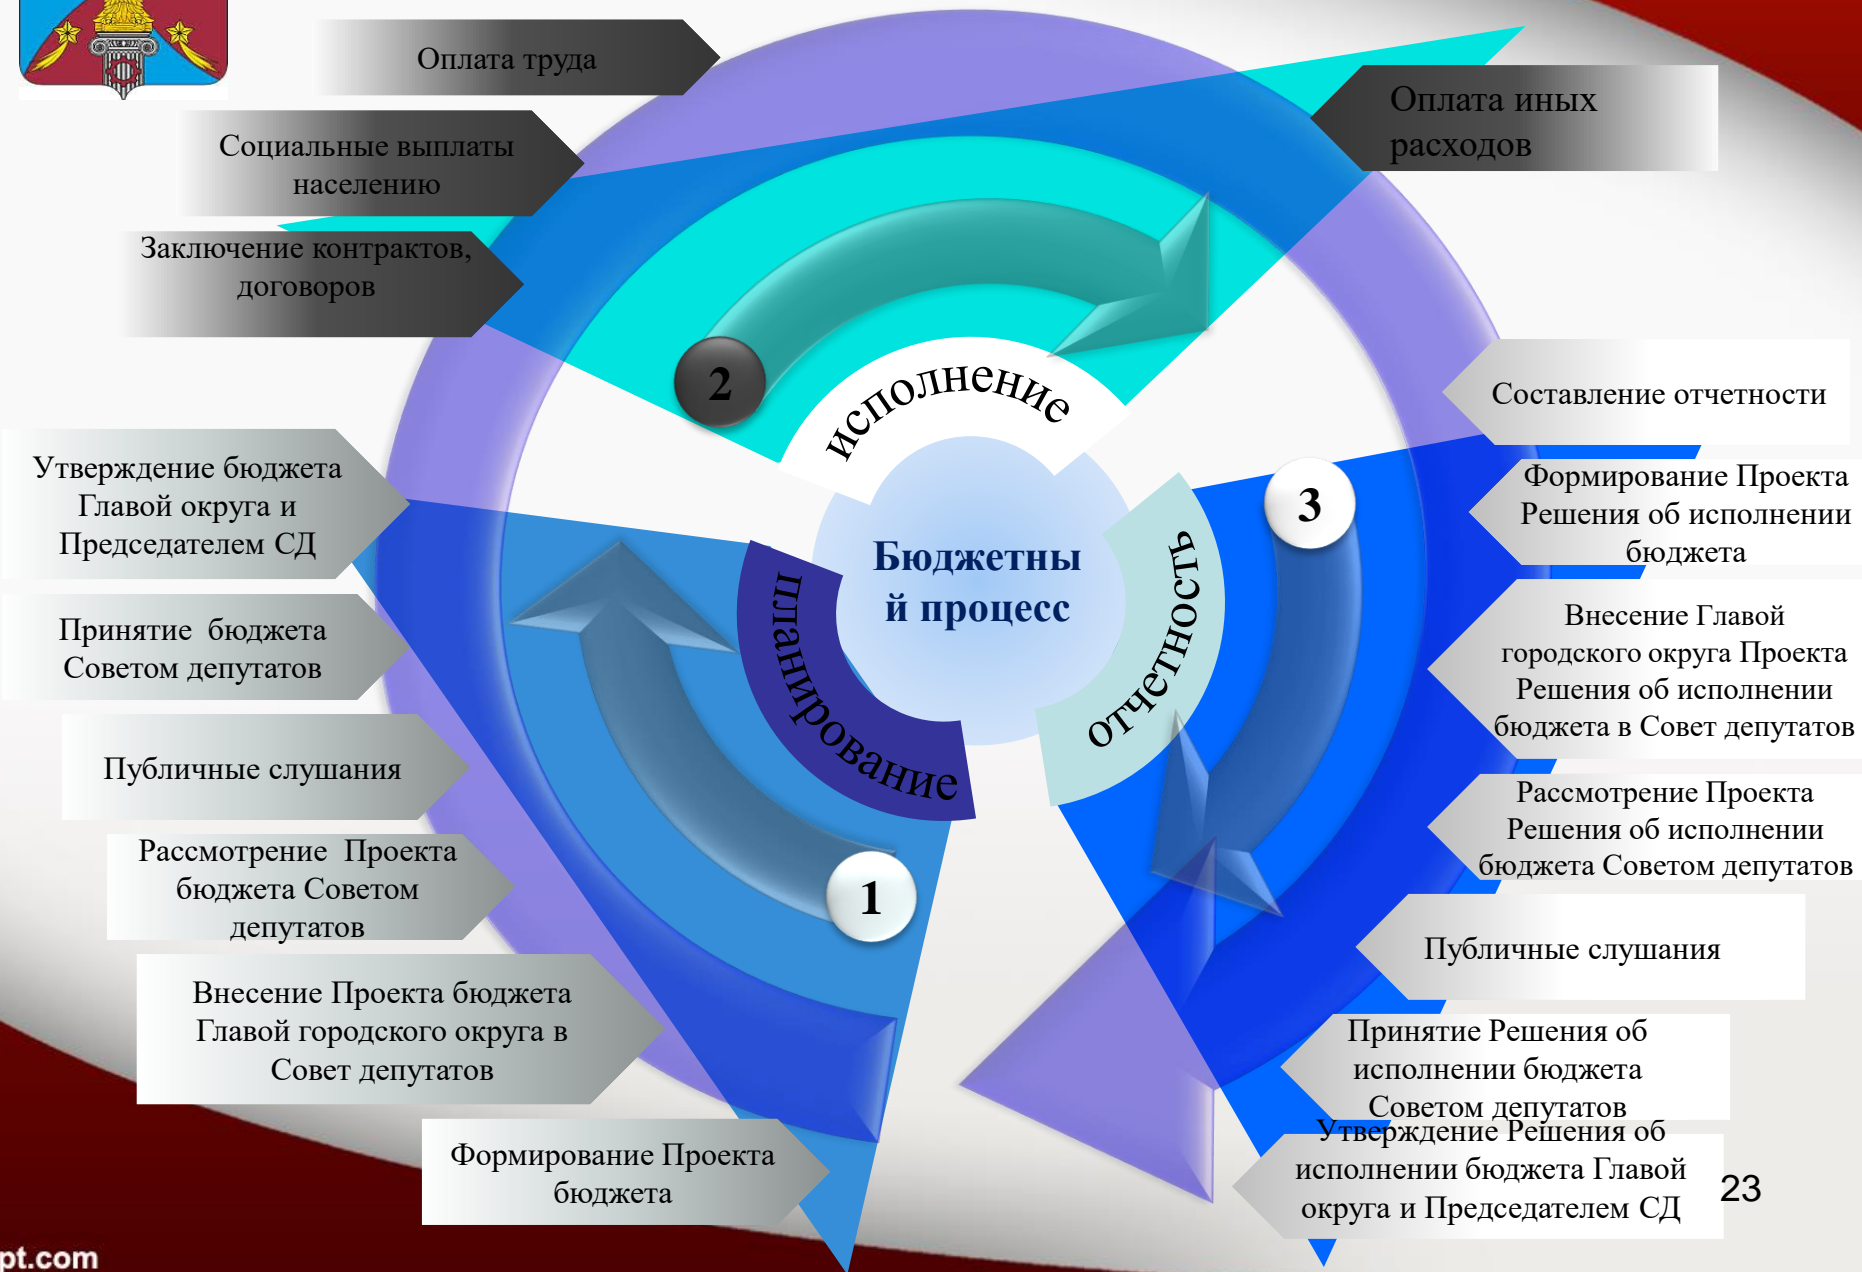 Оплата труда
Социальные выплаты
населению
Заключение контрактов,
договоров
Оплата иных
расходов
2
исполнение
Бюджетны
й процесс
планирование
1
отчетность
3
Утверждение бюджета
Главой округа и
Председателем СД
Принятие бюджета
Советом депутатов
Публичные слушания
Рассмотрение Проекта
бюджета Советом
депутатов
Внесение Проекта бюджета
Главой городского округа в
Совет депутатов
Формирование Проекта
бюджета
Составление отчетности
Формирование Проекта
Решения об исполнении
бюджета
Внесение Главой
городского округа Проекта
Решения об исполнении
бюджета в Совет депутатов
Рассмотрение Проекта
Решения об исполнении
бюджета Советом депутатов
Публичные слушания
Принятие Решения об
исполнении бюджета
Советом депутатов
Утверждение Решения об
исполнении бюджета Главой
округа и Председателем СД
23
pt.com